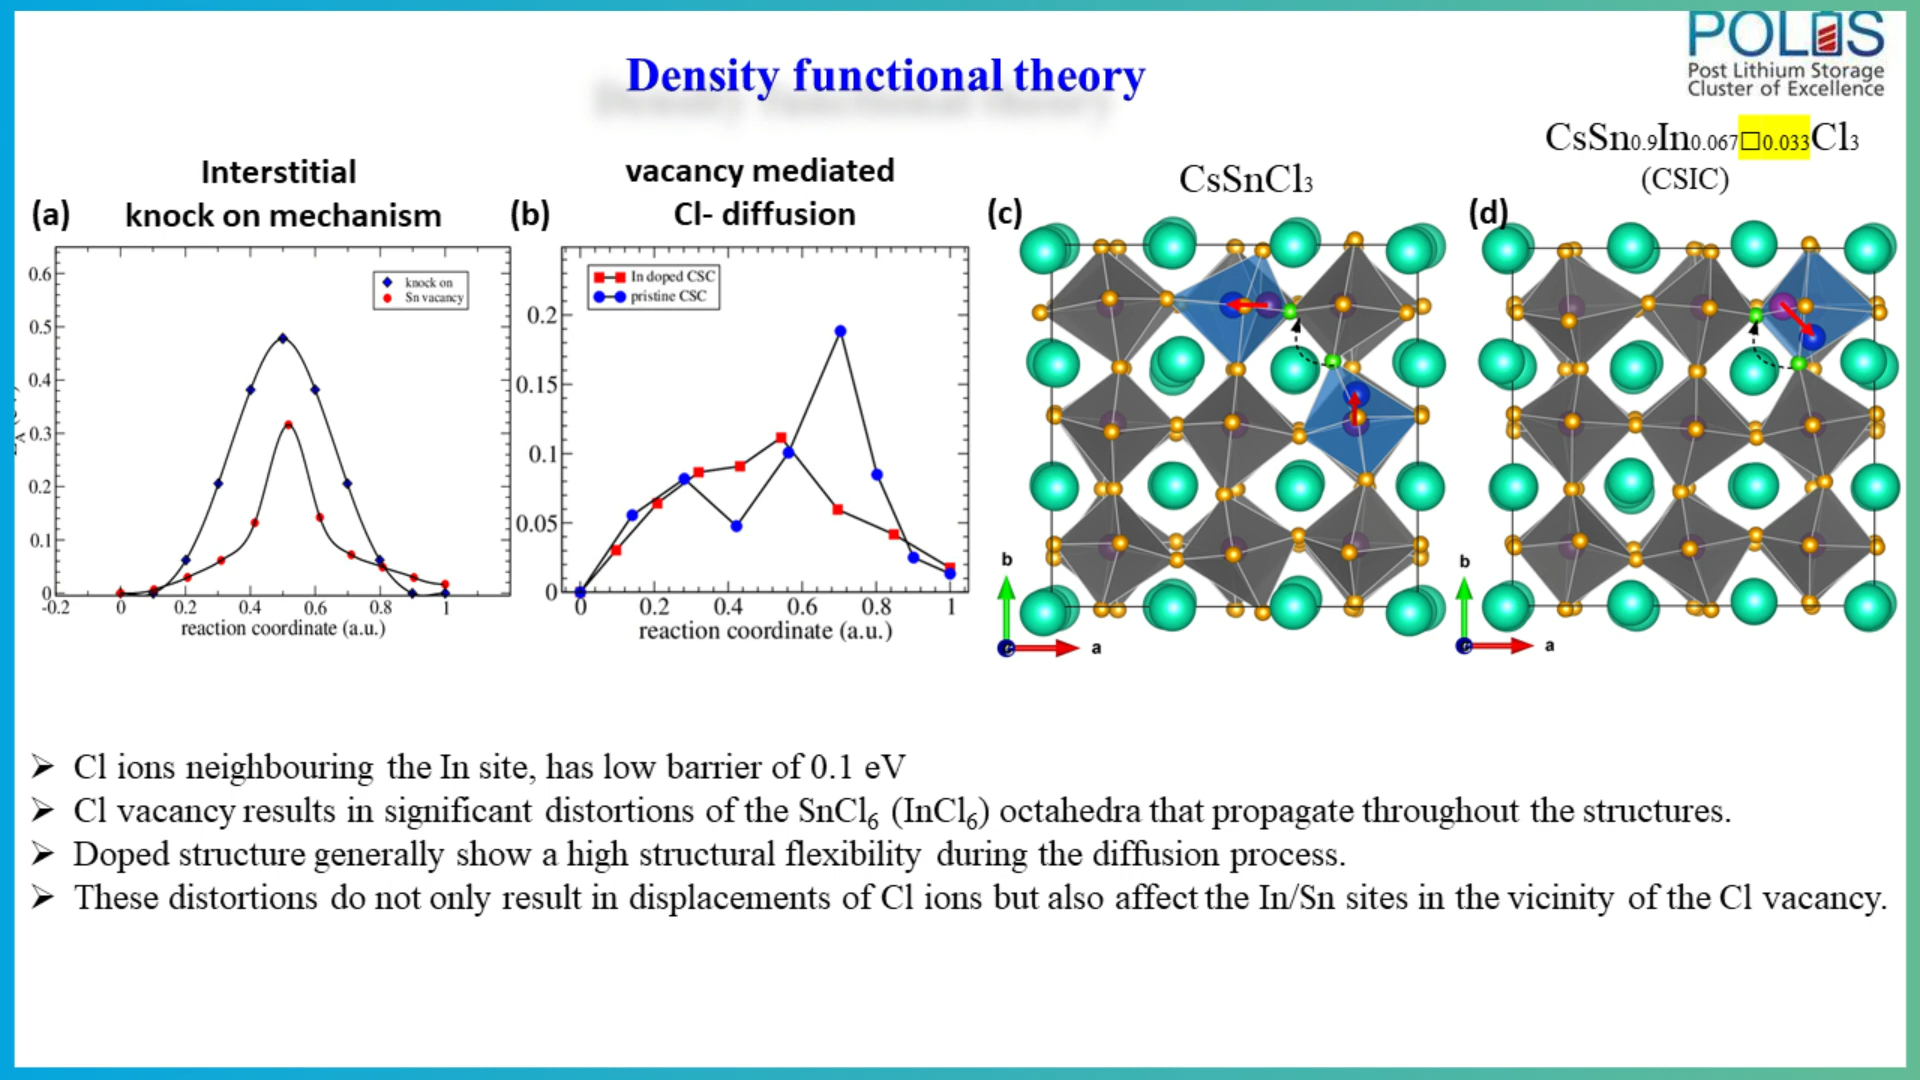 POLiS
Post Lithium Storage
Cluster of Excellence
Density functional theory
Interstitial
knock on mechanism
vacancy mediated
Cl- diffusion
CsSnCl3
CsSn0.9In0.067□0.033Cl3
(CSIC)
(a)
(b)
(c)
(d)
0.6
0.5
0.4
0.3
0.2
0.1
0
-0.2
0
0.2
0.4
0.6
0.8
1
reaction coordinate (a.u.)
knock on
Sn vacancy
0.2
0.15
0.1
0.05
0
0
0.2
0.4
0.6
0.8
1
reaction coordinate (a.u.)
In doped CSC
pristine CSC
b
a
b
a
➢ Cl ions neighbouring the In site, has low barrier of 0.1 eV
➢ Cl vacancy results in significant distortions of the SnCl₆ (InCl₆) octahedra that propagate throughout the structures.
➢ Doped structure generally show a high structural flexibility during the diffusion process.
➢ These distortions do not only result in displacements of Cl ions but also affect the In/Sn sites in the vicinity of the Cl vacancy.